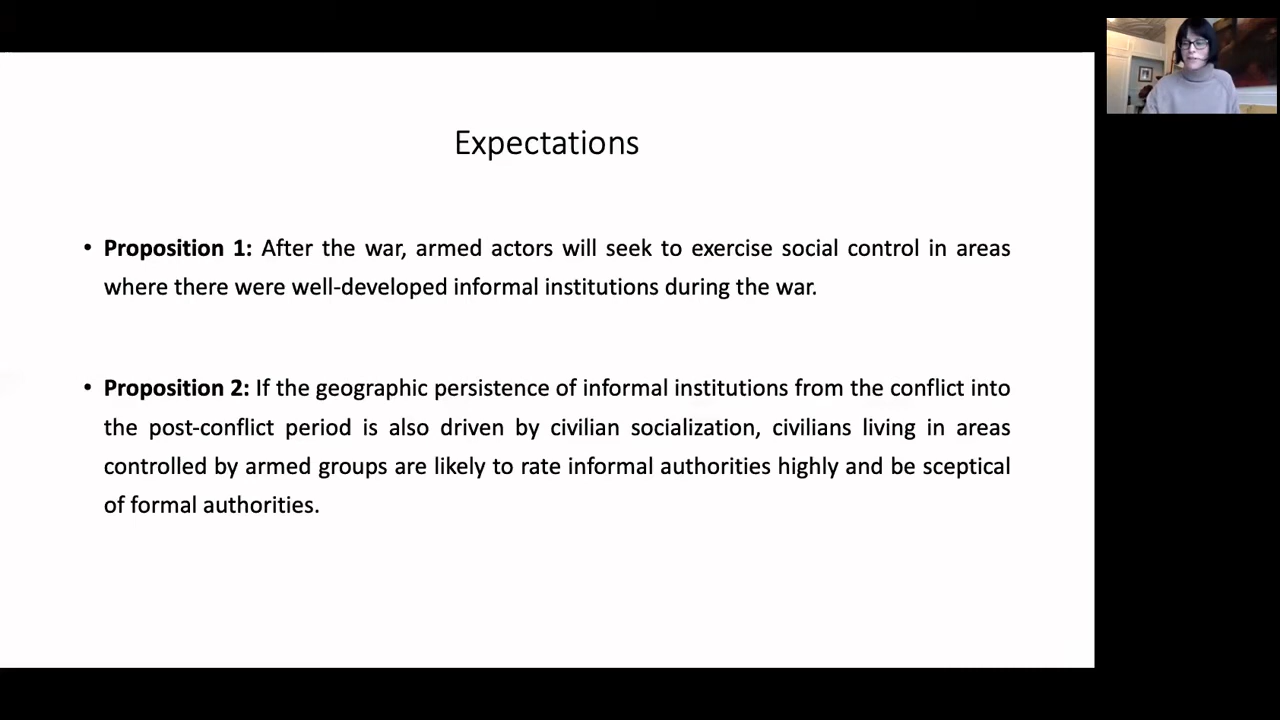 Expectations
• Proposition 1: After the war, armed actors will seek to exercise social control in areas
where there were well-developed informal institutions during the war.
• Proposition 2: If the geographic persistence of informal institutions from the conflict into
the post-conflict period is also driven by civilian socialization, civilians living in areas
controlled by armed groups are likely to rate informal authorities highly and be sceptical
of formal authorities.